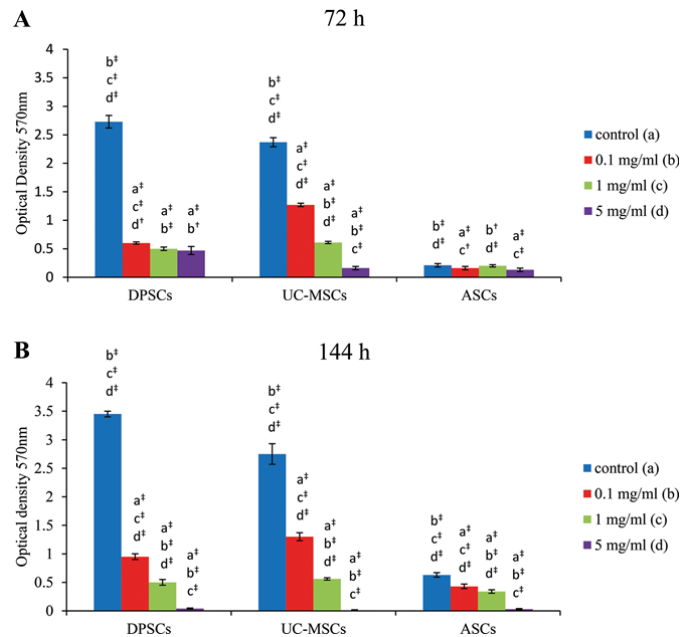 A
72 h
Optical Density 570nm
4
3.5
3
2.5
2
1.5
1
0.5
0
b‡
c‡
d‡
a‡
c‡
d†
a‡
b‡
a‡
b†
b‡
c‡
d‡
a‡
c‡
d‡
a‡
b‡
d‡
a‡
b‡
c‡
b‡
d‡
a‡
c†
b†
d‡
a‡
c‡
DPSCs
UC-MSCs
ASCs
control (a)
0.1 mg/ml (b)
1 mg/ml (c)
5 mg/ml (d)
B
144 h
Optical density 570nm
4
3.5
3
2.5
2
1.5
1
0.5
0
b‡
c‡
d‡
a‡
c‡
d‡
a‡
b‡
d‡
a‡
b‡
c‡
b‡
c‡
d‡
a‡
c‡
d‡
a‡
b‡
d‡
a‡
b‡
c‡
b‡
c‡
d‡
a‡
c‡
d‡
a‡
b‡
d‡
a‡
b‡
c‡
DPSCs
UC-MSCs
ASCs
control (a)
0.1 mg/ml (b)
1 mg/ml (c)
5 mg/ml (d)